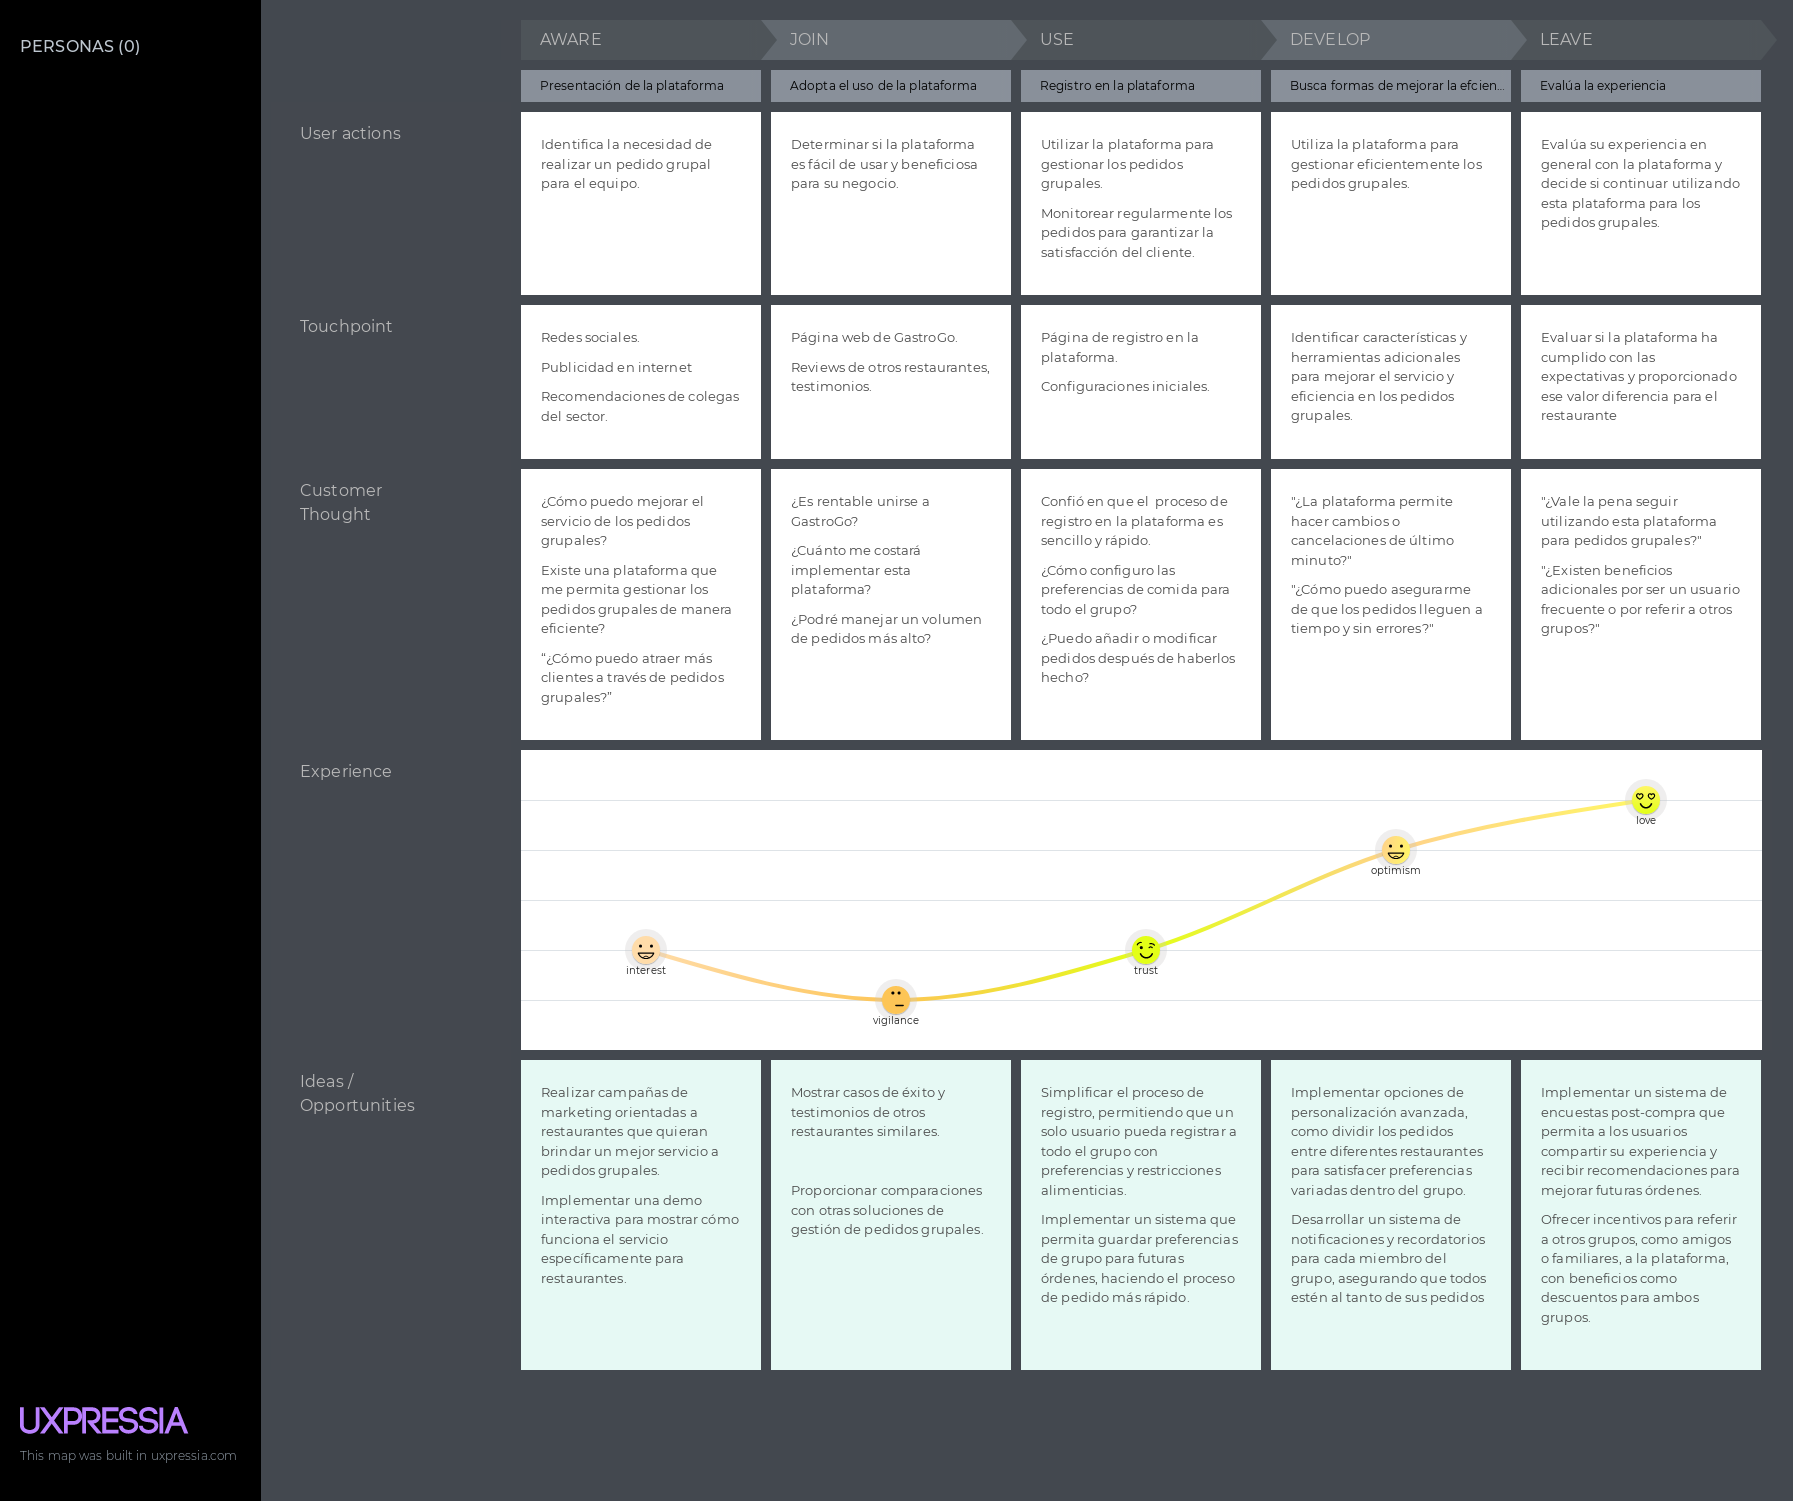 PERSONAS (0)
AWARE
JOIN
USE
DEVELOP
LEAVE
Presentación de la plataforma
Adopta el uso de la plataforma
Registro en la plataforma
Busca formas de mejorar la efcien...
Evalúa la experiencia
User actions
Identifica la necesidad de
realizar un pedido grupal
para el equipo.
Determinar si la plataforma
es fácil de usar y beneficiosa
para su negocio.
Utilizar la plataforma para
gestionar los pedidos
grupales.
Monitorear regularmente los
pedidos para garantizar la
satisfacción del cliente.
Utiliza la plataforma para
gestionar eficientemente los
pedidos grupales.
Evalúa su experiencia en
general con la plataforma y
decide si continuar utilizando
esta plataforma para los
pedidos grupales.
Touchpoint
Redes sociales.
Publicidad en internet
Recomendaciones de colegas
del sector.
Página web de GastroGo.
Reviews de otros restaurantes,
testimonios.
Página de registro en la
plataforma.
Configuraciones iniciales.
Identificar características y
herramientas adicionales
para mejorar el servicio y
eficiencia en los pedidos
grupales.
Evaluar si la plataforma ha
cumplido con las
expectativas y proporcionado
ese valor diferencia para el
restaurante
Customer
Thought
¿Cómo puedo mejorar el
servicio de los pedidos
grupales?
Existe una plataforma que
me permita gestionar los
pedidos grupales de manera
eficiente?
“¿Cómo puedo atraer más
clientes a través de pedidos
grupales?”
¿Es rentable unirse a
GastroGo?
¿Cuánto me costará
implementar esta
plataforma?
¿Podré manejar un volumen
de pedidos más alto?
Confió en que el  proceso de
registro en la plataforma es
sencillo y rápido.
¿Cómo configuro las
preferencias de comida para
todo el grupo?
¿Puedo añadir o modificar
pedidos después de haberlos
hecho?
"¿La plataforma permite
hacer cambios o
cancelaciones de último
minuto?"
"¿Cómo puedo asegurarme
de que los pedidos lleguen a
tiempo y sin errores?"
"¿Vale la pena seguir
utilizando esta plataforma
para pedidos grupales?"
"¿Existen beneficios
adicionales por ser un usuario
frecuente o por referir a otros
grupos?"
Experience
interest
vigilance
trust
optimism
love
Ideas /
Opportunities
Realizar campañas de
marketing orientadas a
restaurantes que quieran
brindar un mejor servicio a
pedidos grupales.
Implementar una demo
interactiva para mostrar cómo
funciona el servicio
específicamente para
restaurantes.
Mostrar casos de éxito y
testimonios de otros
restaurantes similares.
Proporcionar comparaciones
con otras soluciones de
gestión de pedidos grupales.
Simplificar el proceso de
registro, permitiendo que un
solo usuario pueda registrar a
todo el grupo con
preferencias y restricciones
alimenticias.
Implementar un sistema que
permita guardar preferencias
de grupo para futuras
órdenes, haciendo el proceso
de pedido más rápido.
Implementar opciones de
personalización avanzada,
como dividir los pedidos
entre diferentes restaurantes
para satisfacer preferencias
variadas dentro del grupo.
Desarrollar un sistema de
notificaciones y recordatorios
para cada miembro del
grupo, asegurando que todos
estén al tanto de sus pedidos
Implementar un sistema de
encuestas post-compra que
permita a los usuarios
compartir su experiencia y
recibir recomendaciones para
mejorar futuras órdenes.
Ofrecer incentivos para referir
a otros grupos, como amigos
o familiares, a la plataforma,
con beneficios como
descuentos para ambos
grupos.
UXPRESSIA
This map was built in uxpressia.com